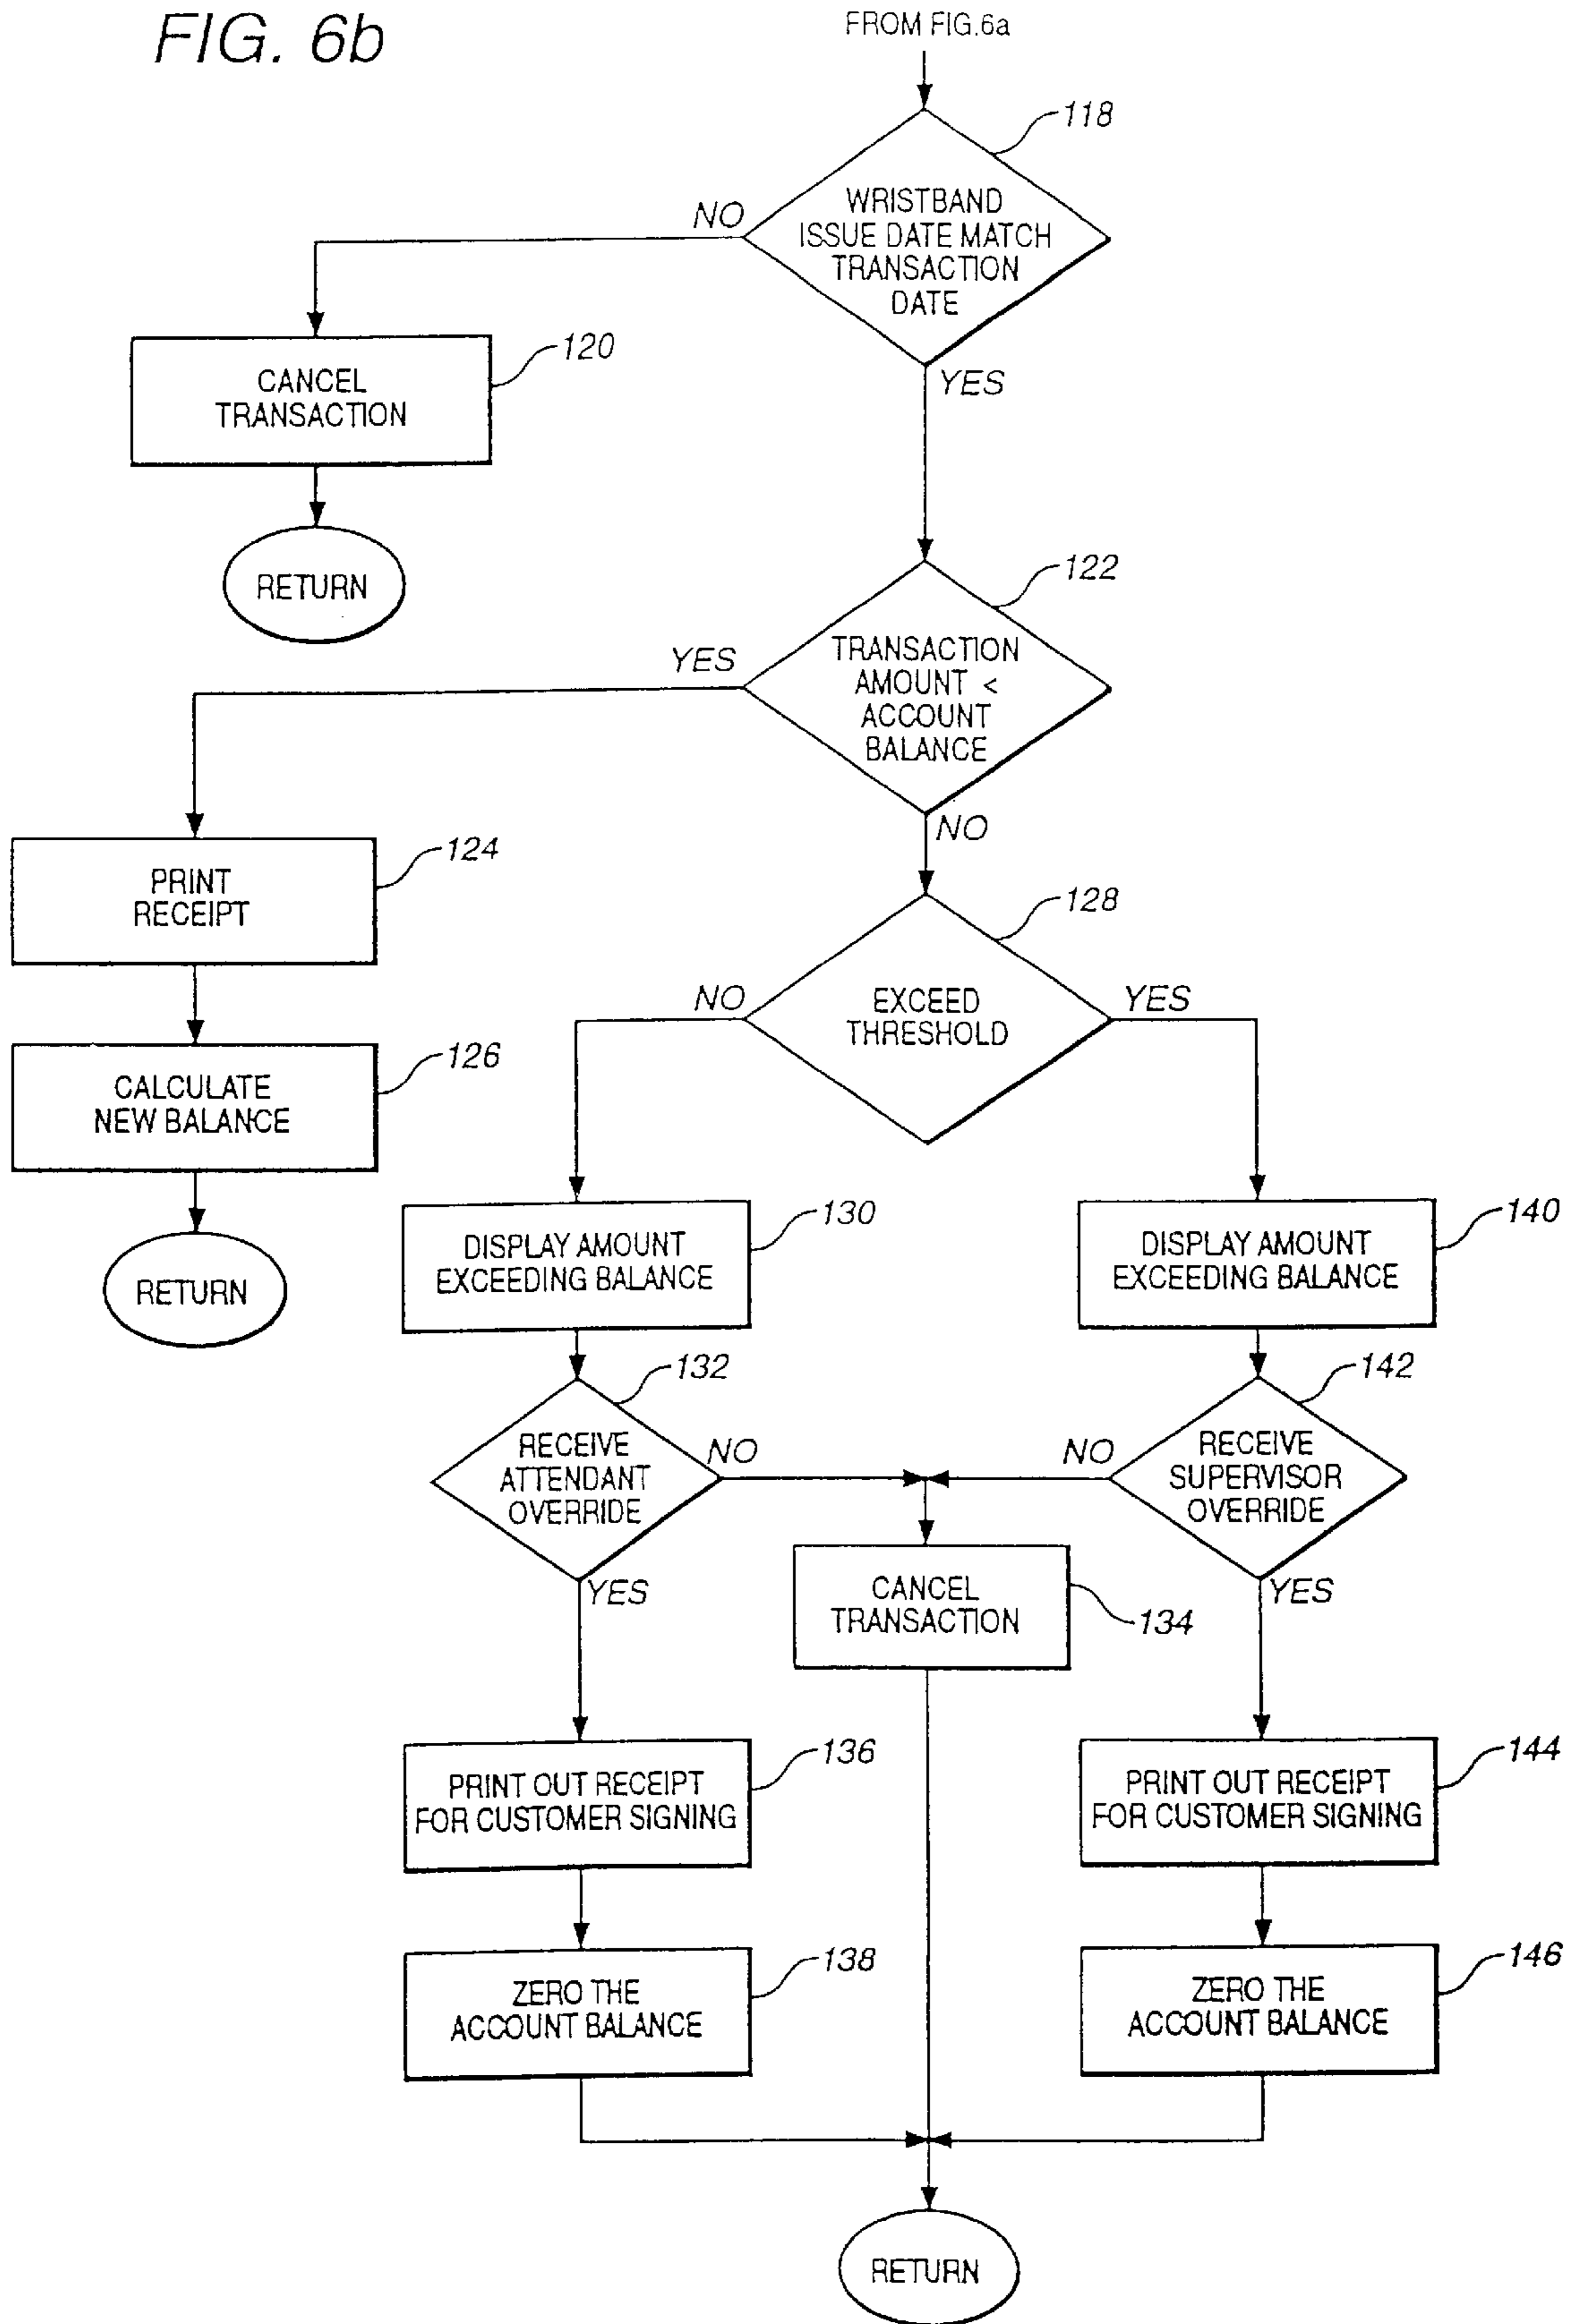 FIG. 6b
FROM FIG.6a
118
WRISTBAND
ISSUE DATE MATCH
TRANSACTION
DATE
NO
YES
120
CANCEL
TRANSACTION
RETURN
122
TRANSACTION
AMOUNT <
ACCOUNT
BALANCE
YES
NO
124
PRINT
RECEIPT
126
CALCULATE
NEW BALANCE
RETURN
128
EXCEED
THRESHOLD
NO
YES
130
DISPLAY AMOUNT
EXCEEDING BALANCE
140
DISPLAY AMOUNT
EXCEEDING BALANCE
132
RECEIVE
ATTENDANT
OVERRIDE
NO
YES
142
RECEIVE
SUPERVISOR
OVERRIDE
NO
YES
CANCEL
TRANSACTION
134
136
PRINT OUT RECEIPT
FOR CUSTOMER SIGNING
144
PRINT OUT RECEIPT
FOR CUSTOMER SIGNING
138
ZERO THE
ACCOUNT BALANCE
146
ZERO THE
ACCOUNT BALANCE
RETURN